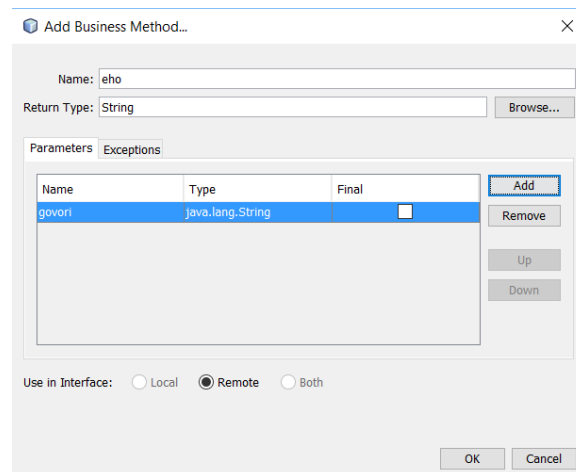 Add Business Method...
Name: eho
Return Type: String Browse...
Parameters Exceptions
Name Type Final Add
govori java.lang.String Remove
Up
Down
Use in Interface: Local Remote Both
OK Cancel